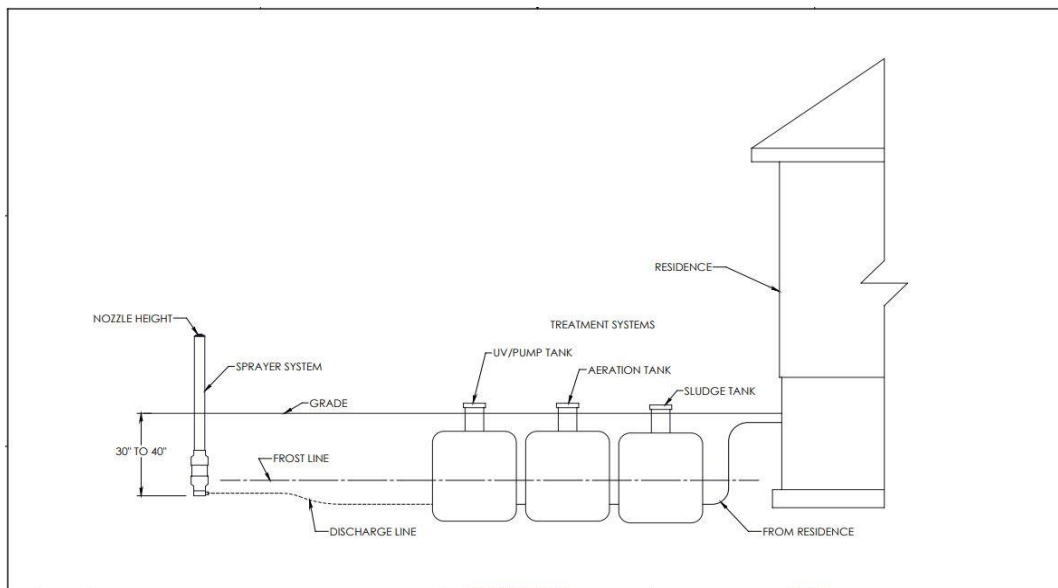 RESIDENCE
NOZZLE HEIGHT
TREATMENT SYSTEMS
UV/PUMP TANK
SPRAYER SYSTEM
AERATION TANK
SLUDGE TANK
GRADE
30" TO 40"
FROST LINE
DISCHARGE LINE
FROM RESIDENCE